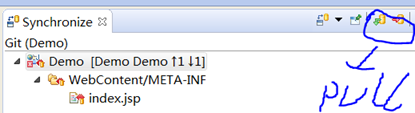 Synchronize
Git (Demo)
Demo [Demo Demo ↑1 ↓1]
WebContent/META-INF
index.jsp
PULL